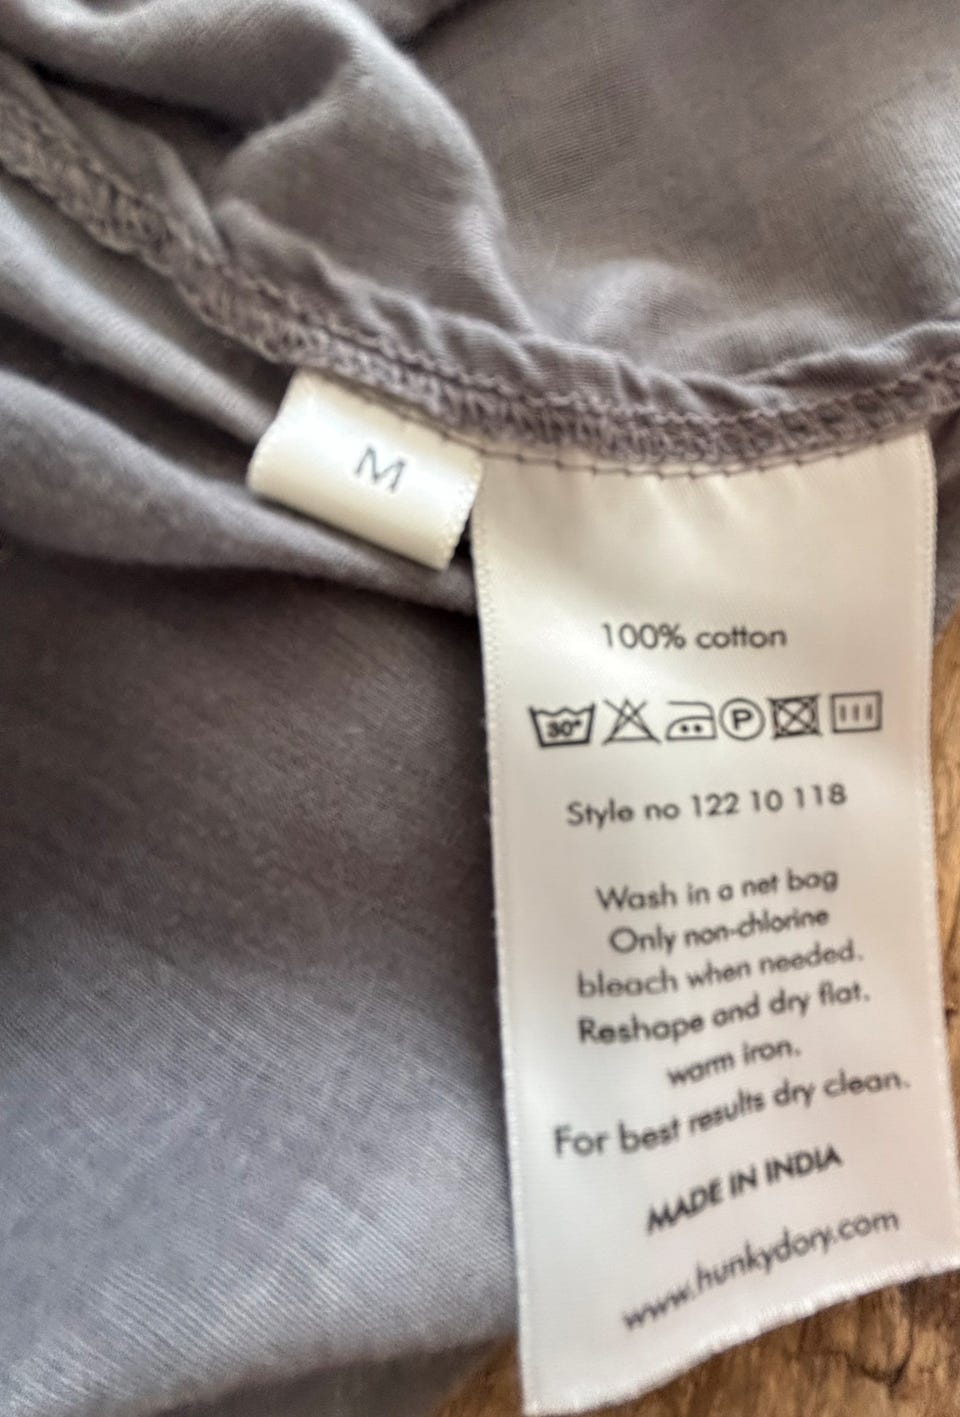 M
100% cotton
30° P
Style no 122 10 118
Wash in a net bag
Only non-chlorine
bleach when needed.
Reshape and dry flat.
warm iron.
For best results dry clean.
MADE IN INDIA
www.hunkydory.com